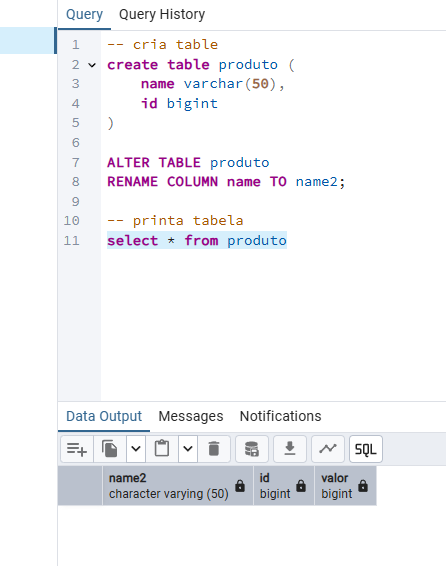 Query Query History
1 -- cria table
2 create table produto (
3 name varchar(50),
4 id bigint
5 )
6
7 ALTER TABLE produto
8 RENAME COLUMN name TO name2;
9
10 -- printa tabela
11 select * from produto
Data Output Messages Notifications
SQL
name2 id valor
character varying (50) bigint bigint